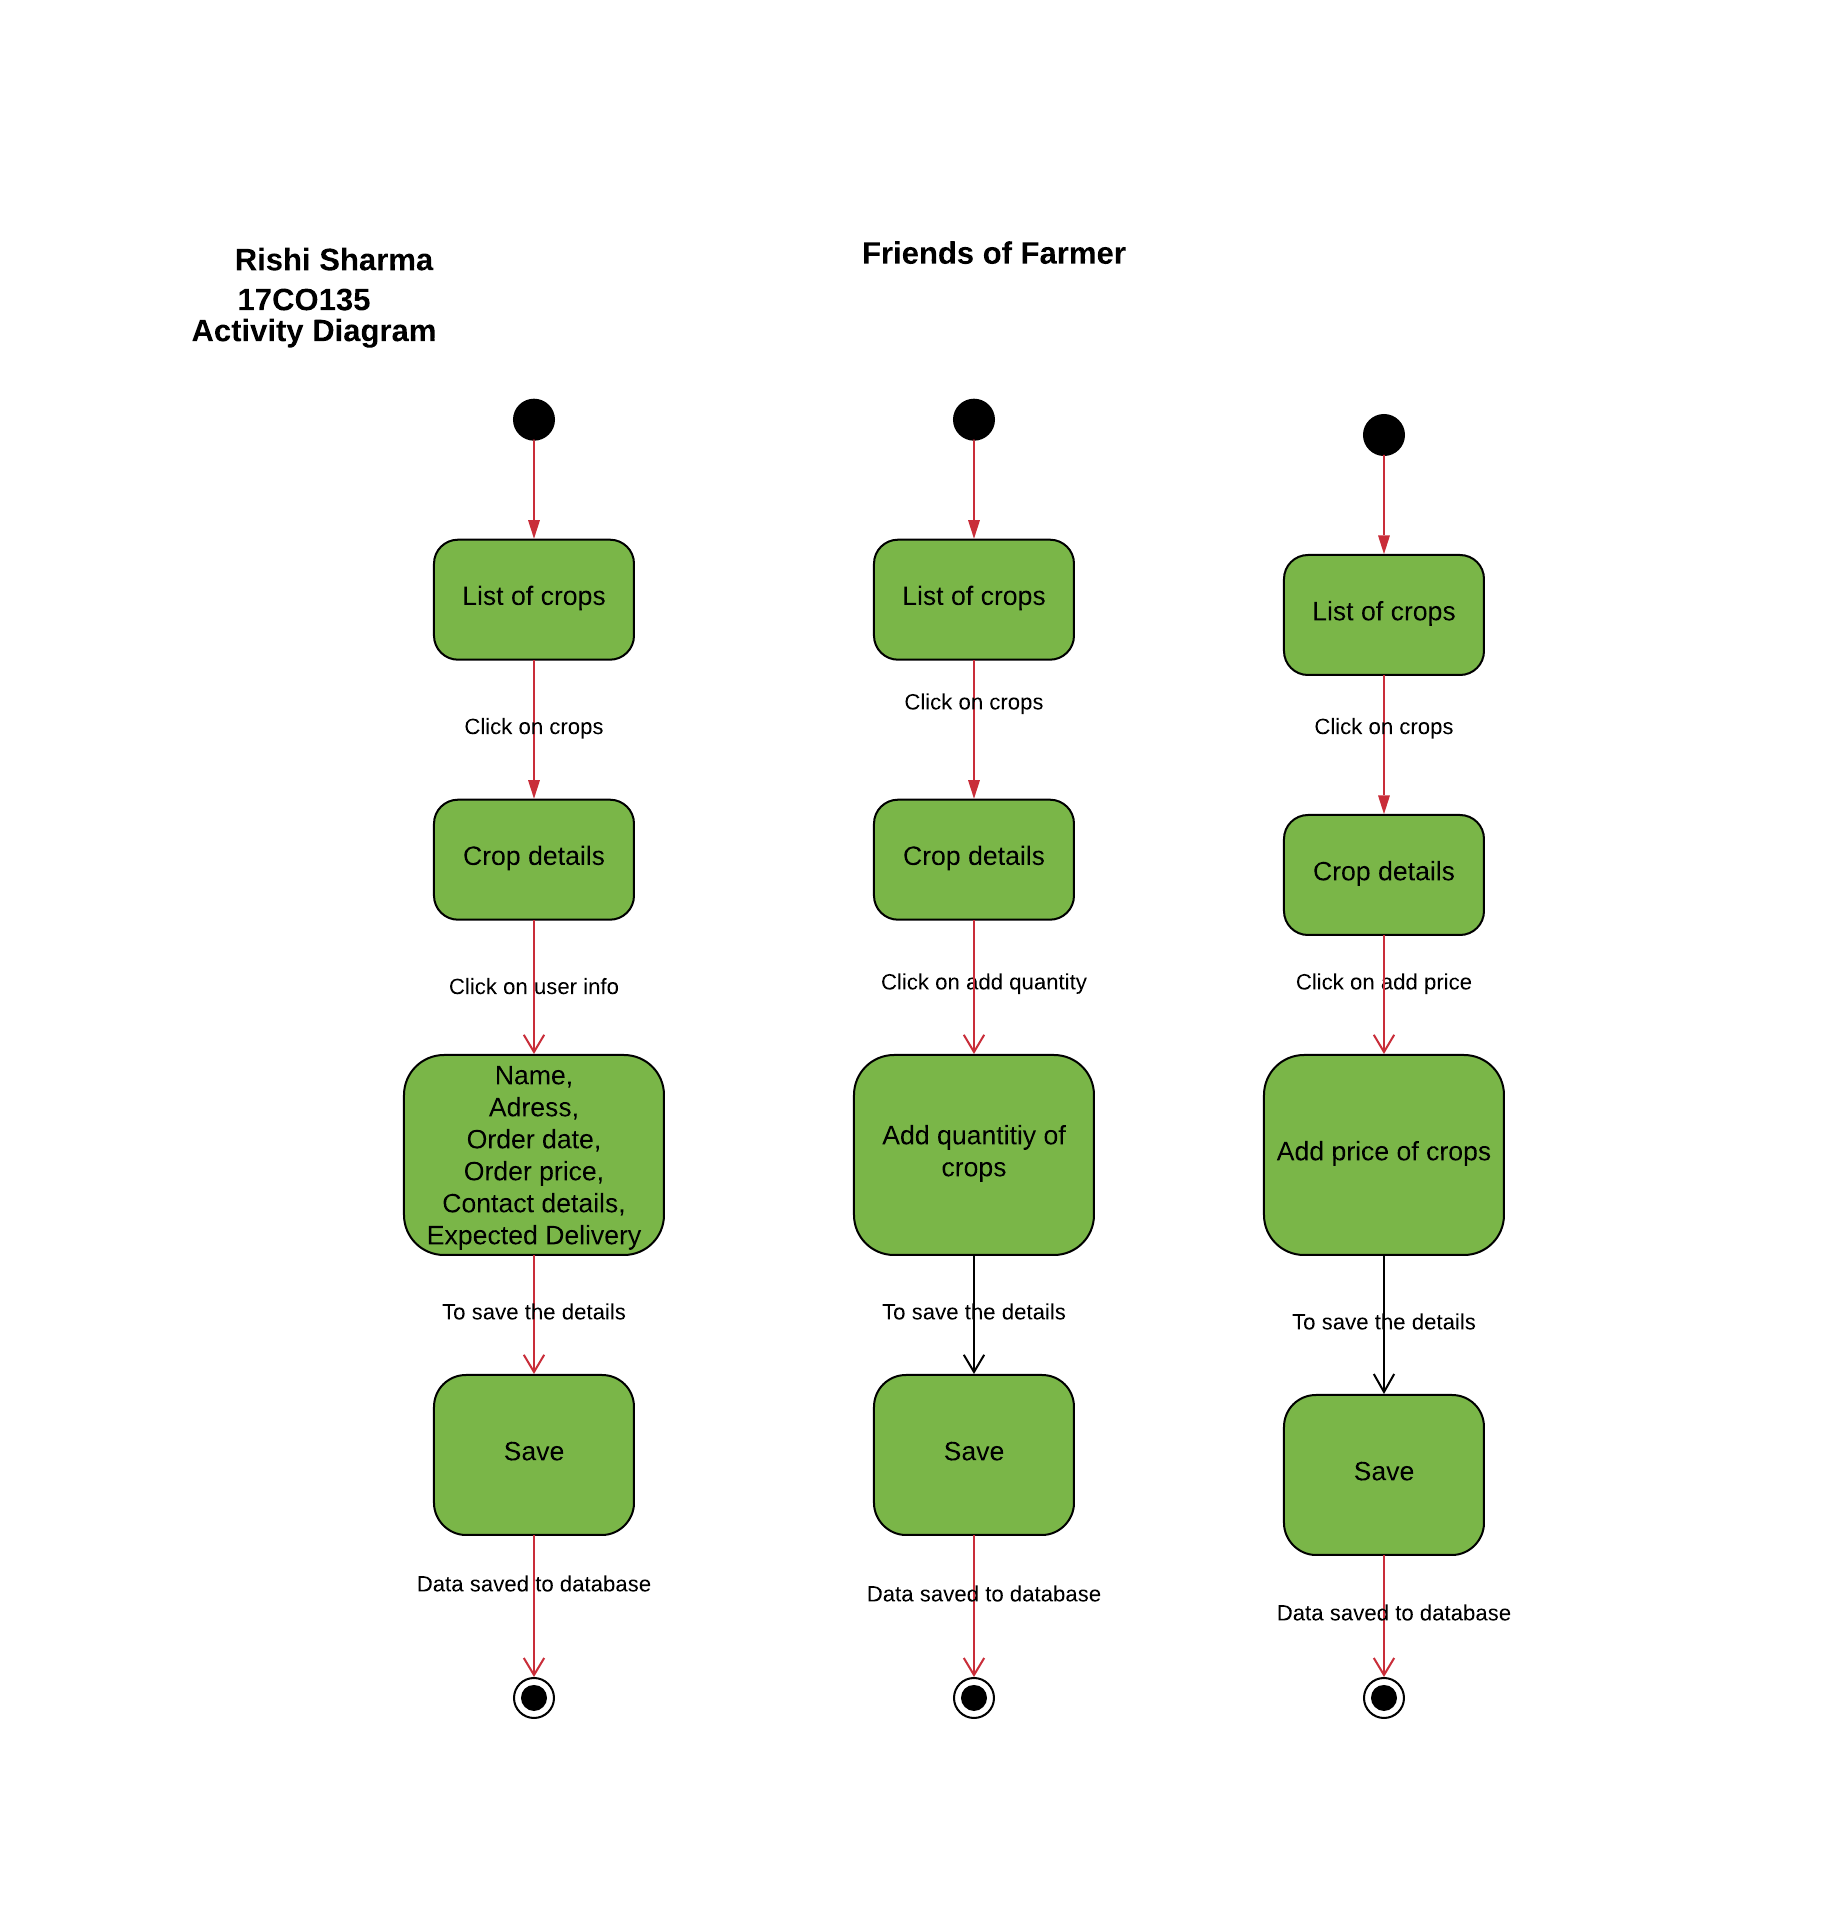 Rishi Sharma
17CO135
Activity Diagram
Friends of Farmer
List of crops
Click on crops
Crop details
Click on user info
Name,
Adress,
Order date,
Order price,
Contact details,
Expected Delivery
To save the details
Save
Data saved to database
List of crops
Click on crops
Crop details
Click on add quantity
Add quantitiy of
crops
To save the details
Save
Data saved to database
List of crops
Click on crops
Crop details
Click on add price
Add price of crops
To save the details
Save
Data saved to database